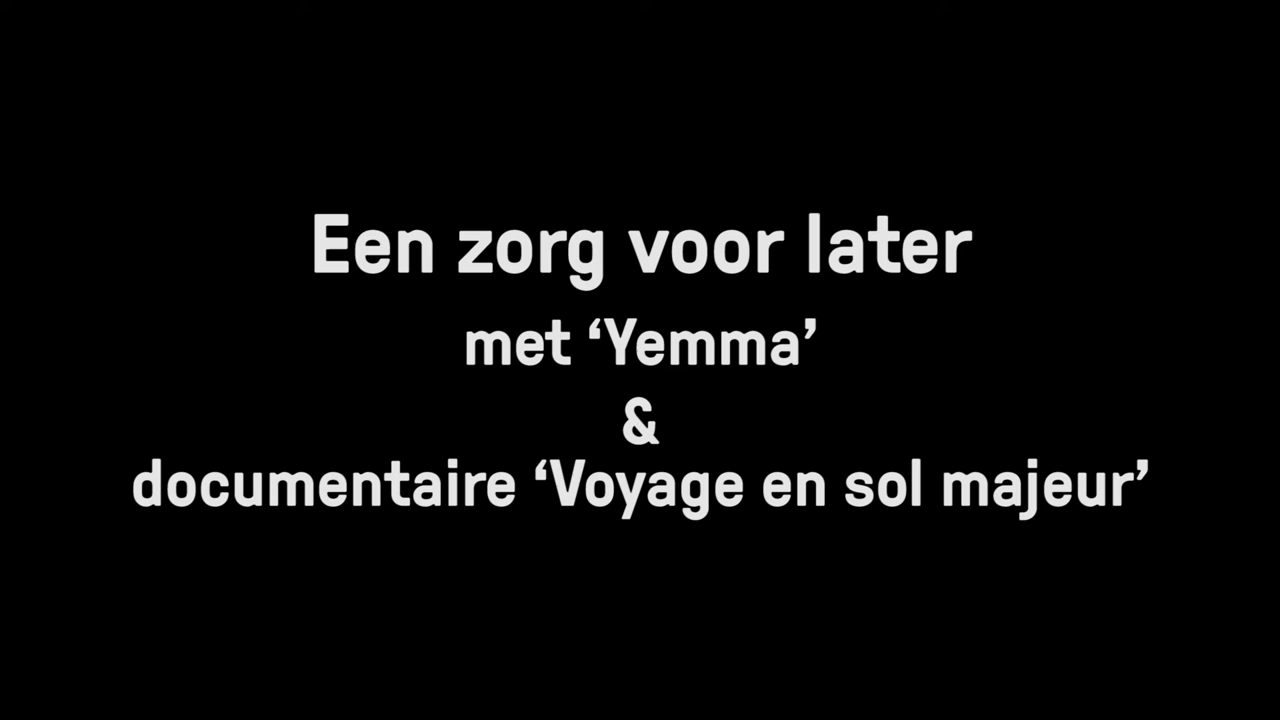 Een zorg voor later
met ‘Yemma’
&
documentaire ‘Voyage en sol majeur’